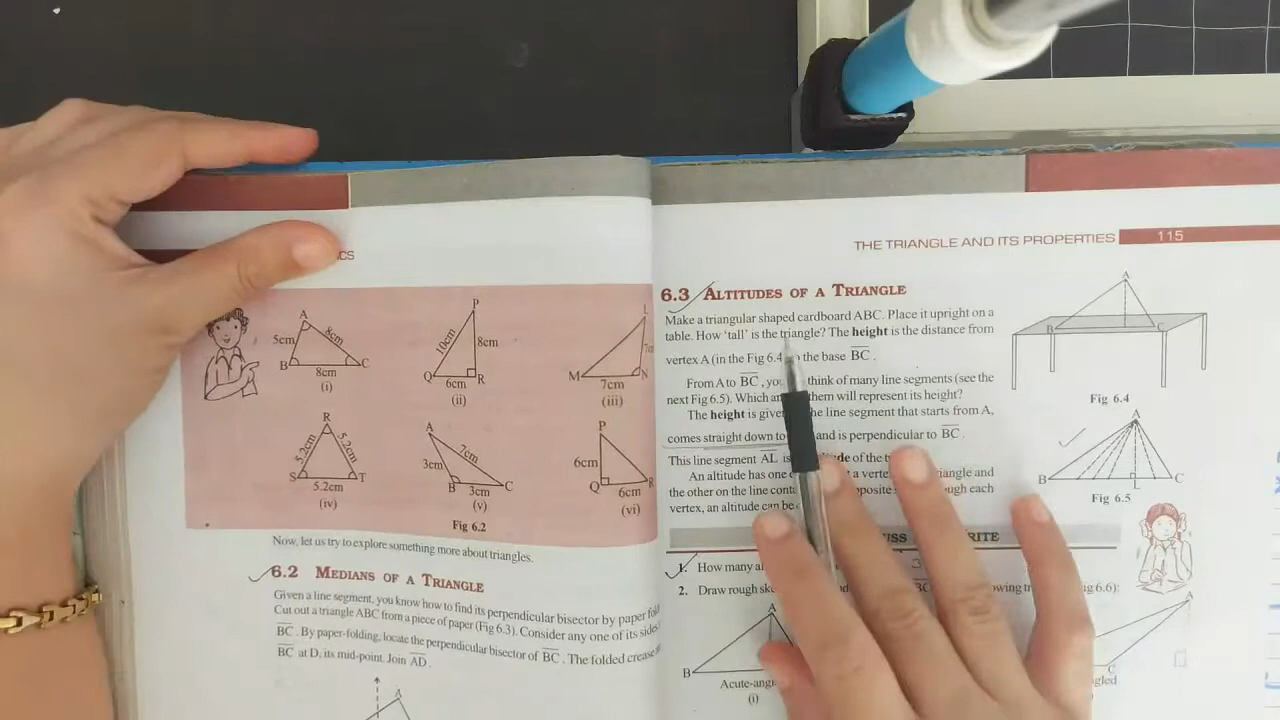 CS
A
5cm
8cm
B
C
8cm
(i)
P
10cm
8cm
Q
6cm
R
(ii)
L
M
7cm
N
(iii)
R
5.2cm
5.2cm
S
T
5.2cm
(iv)
A
7cm
3cm
B
3cm
C
(v)
P
6cm
Q
6cm
R
(vi)
Fig 6.2
Now, let us try to explore something more about triangles.
6.2 MEDIANS OF A TRIANGLE
Given a line segment, you know how to find its perpendicular bisector by paper
Cut out a triangle ABC from a piece of paper (Fig 6.3). Consider any one of its sides
BC. By paper-folding, locate the perpendicular bisector of BC. The folded crease
BC at D, its mid-point. Join AD.
A
THE TRIANGLE AND ITS PROPERTIES 115
6.3 ALTITUDES OF A TRIANGLE
Make a triangular shaped cardboard ABC. Place it upright on a
table. How 'tall' is the triangle? The height is the distance from
vertex A (in the Fig 6.4 to the base BC.
From A to BC, think of many line segments (see the
next Fig 6.5). Which them will represent its height?
The height is given line segment that starts from A,
comes straight down to and is perpendicular to BC.
This line segment AL of the
An altitude has one a and
the other on the line each
vertex, an altitude can be
A
B
C
Fig 6.4
A
B
L
C
Fig 6.5
RITE
1. How many 3
2. Draw rough 6.6):
A
B
Acute-
(i)
A
C
gled